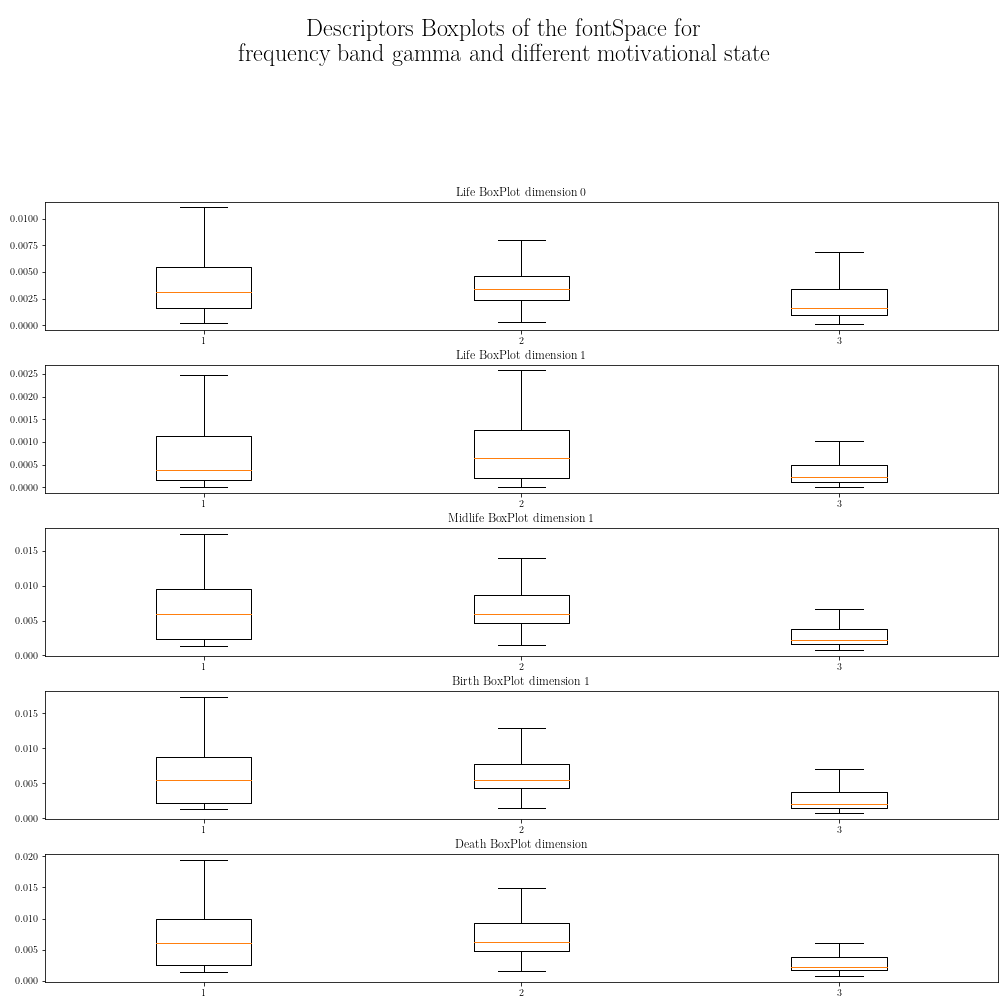 Descriptors Boxplots of the fontSpace for
frequency band gamma and different motivational state
Life BoxPlot dimension 0
0.0100
0.0075
0.0050
0.0025
0.0000
1 2 3
Life BoxPlot dimension 1
0.0025
0.0020
0.0015
0.0010
0.0005
0.0000
1 2 3
Midlife BoxPlot dimension 1
0.015
0.010
0.005
0.000
1 2 3
Birth BoxPlot dimension 1
0.015
0.010
0.005
0.000
1 2 3
Death BoxPlot dimension
0.020
0.015
0.010
0.005
0.000
1 2 3